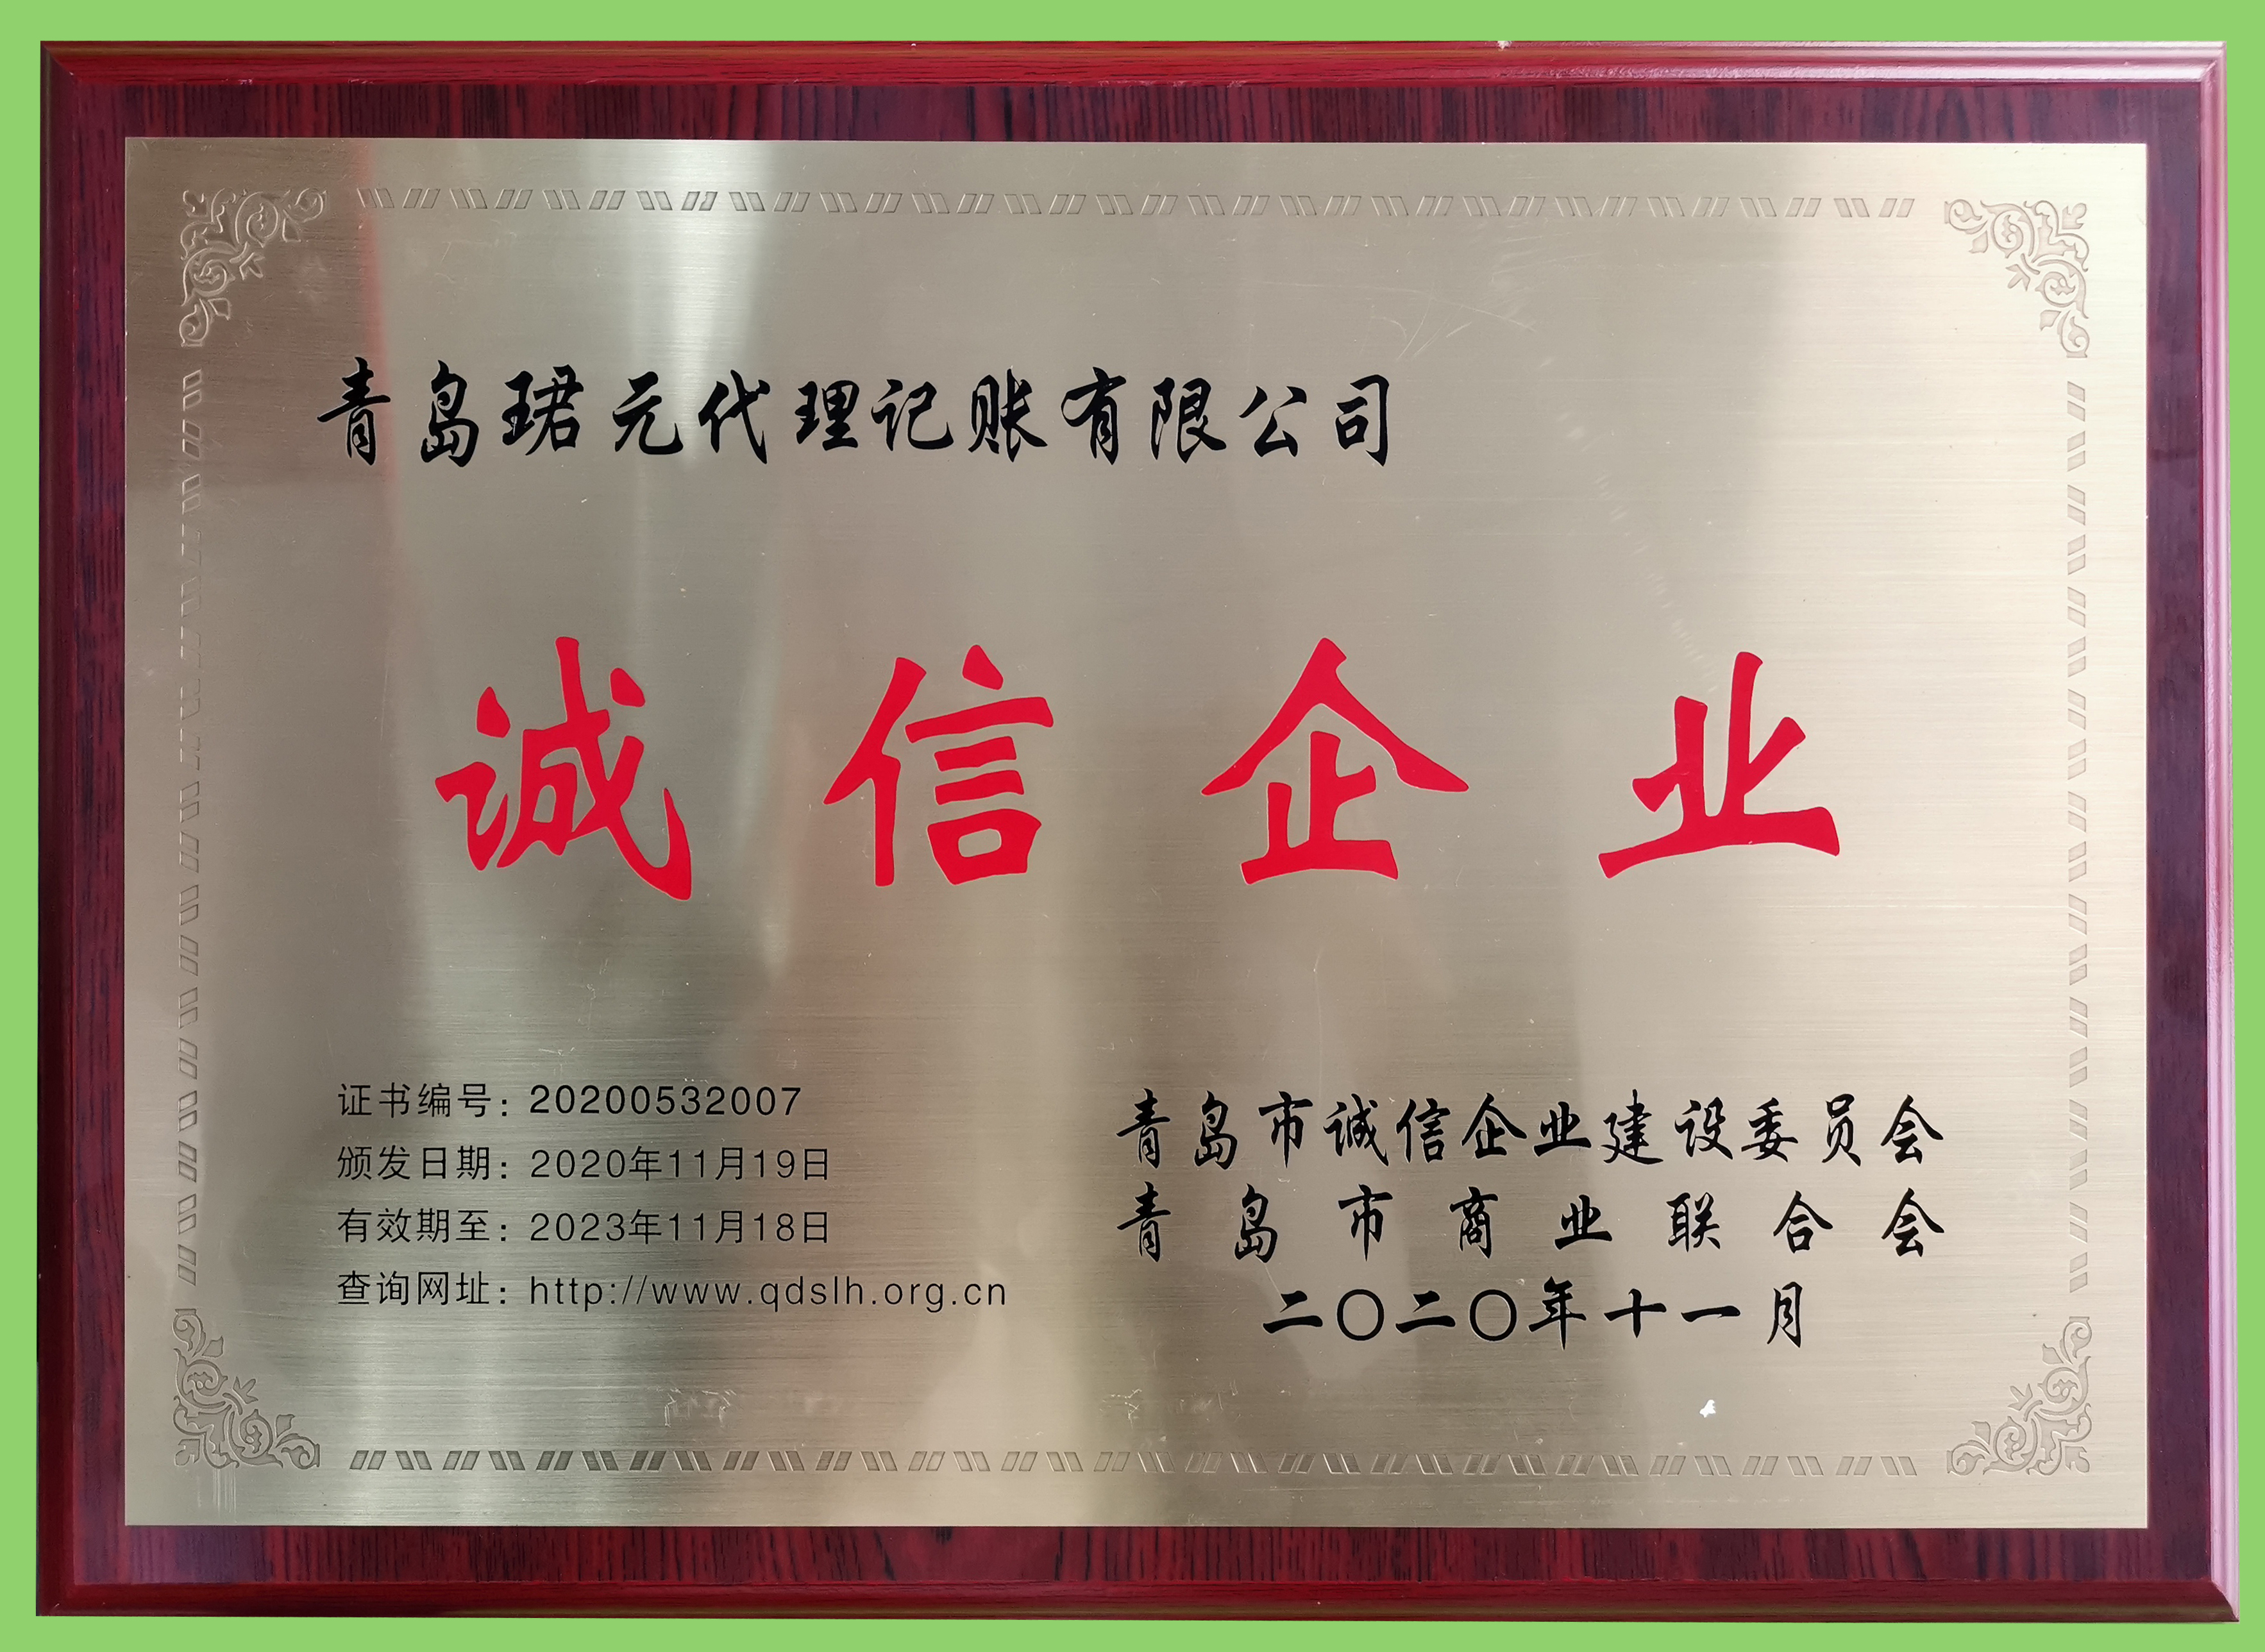 青岛珺元代理记账有限公司
诚信企业
证书编号：20200532007
颁发日期：2020年11月19日
有效期至：2023年11月18日
查询网址：http://www.qdslh.org.cn
青岛市诚信企业建设委员会
青岛市商业联合会
二〇二〇年十一月